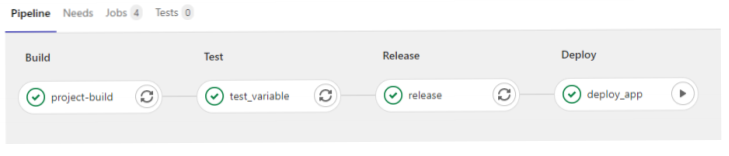 Pipeline Needs Jobs 4 Tests 0
Build Test Release Deploy
project-build test_variable release deploy_app